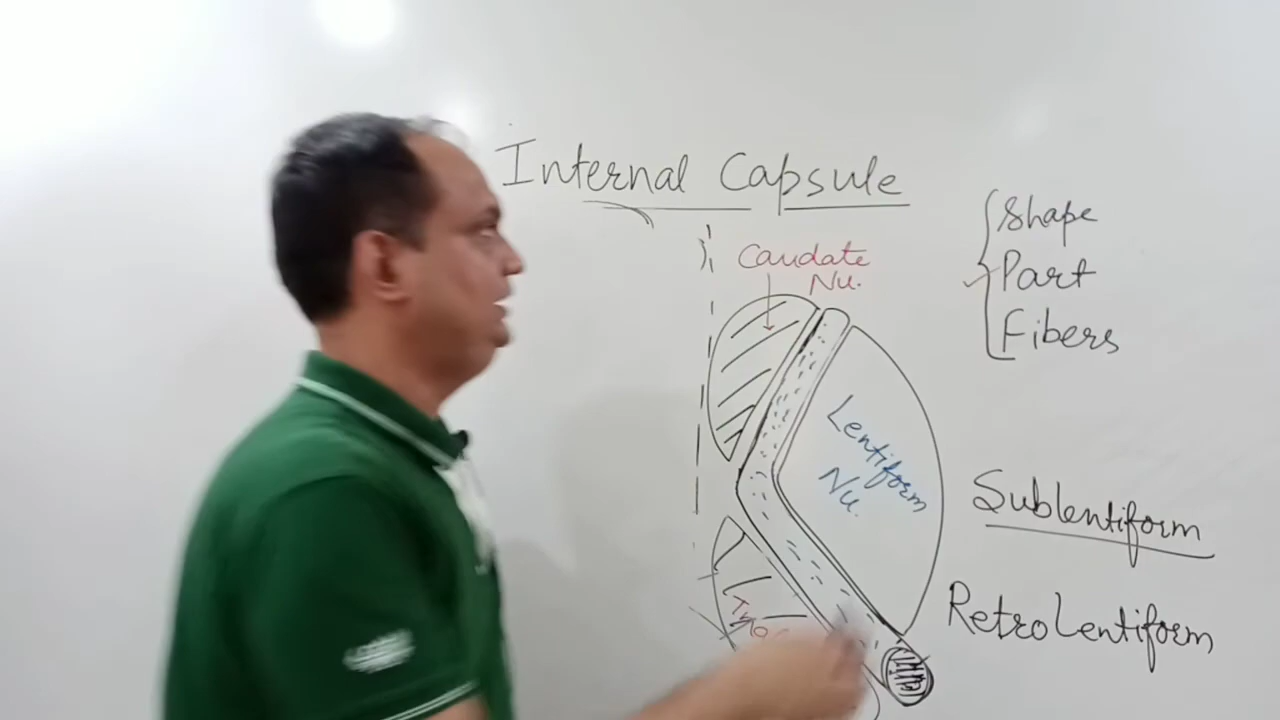 Internal Capsule
Caudate
Nu.
Shape
Part
Fibers
Lentiform
Nu.
Sublentiform
RetroLentiform